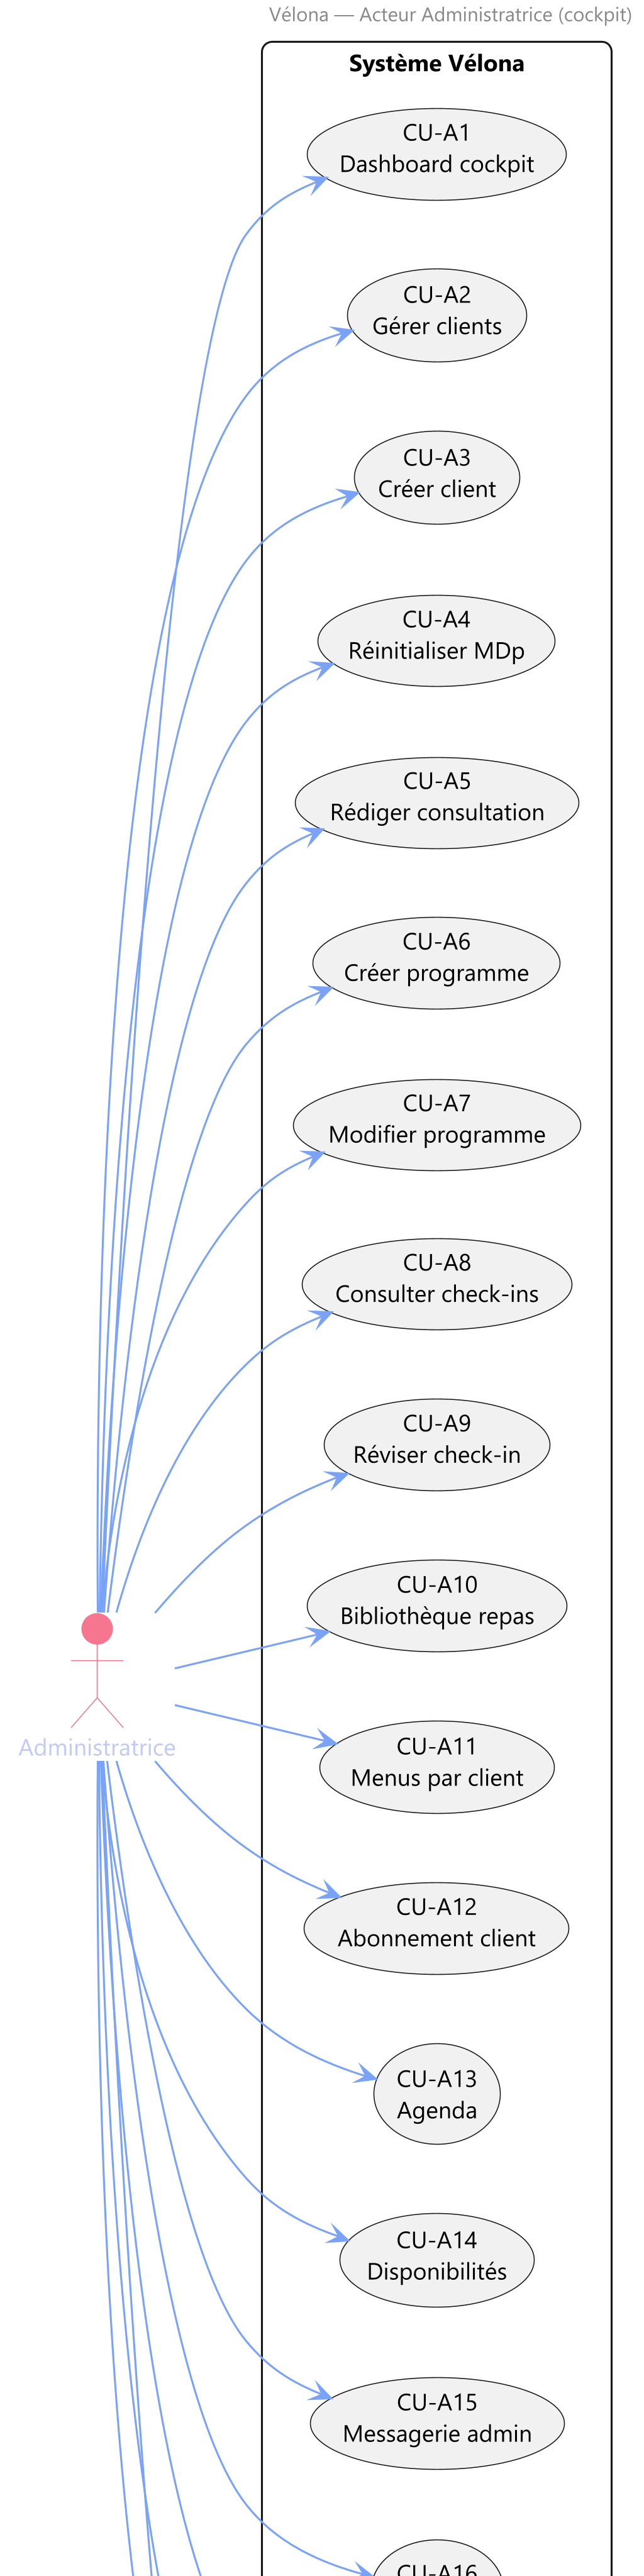 Vélona — Acteur Administratrice (cockpit)
Système Vélona
CU-A1
Dashboard cockpit
CU-A2
Gérer clients
CU-A3
Créer client
CU-A4
Réinitialiser MDp
CU-A5
Rédiger consultation
CU-A6
Créer programme
CU-A7
Modifier programme
CU-A8
Consulter check-ins
CU-A9
Réviser check-in
CU-A10
Bibliothèque repas
Administratrice
CU-A11
Menus par client
CU-A12
Abonnement client
CU-A13
Agenda
CU-A14
Disponibilités
CU-A15
Messagerie admin
CU-A16